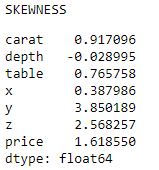 SKEWNESS
carat 0.917096
depth -0.028995
table 0.765758
x 0.387986
y 3.850189
z 2.568257
price 1.618550
dtype: float64